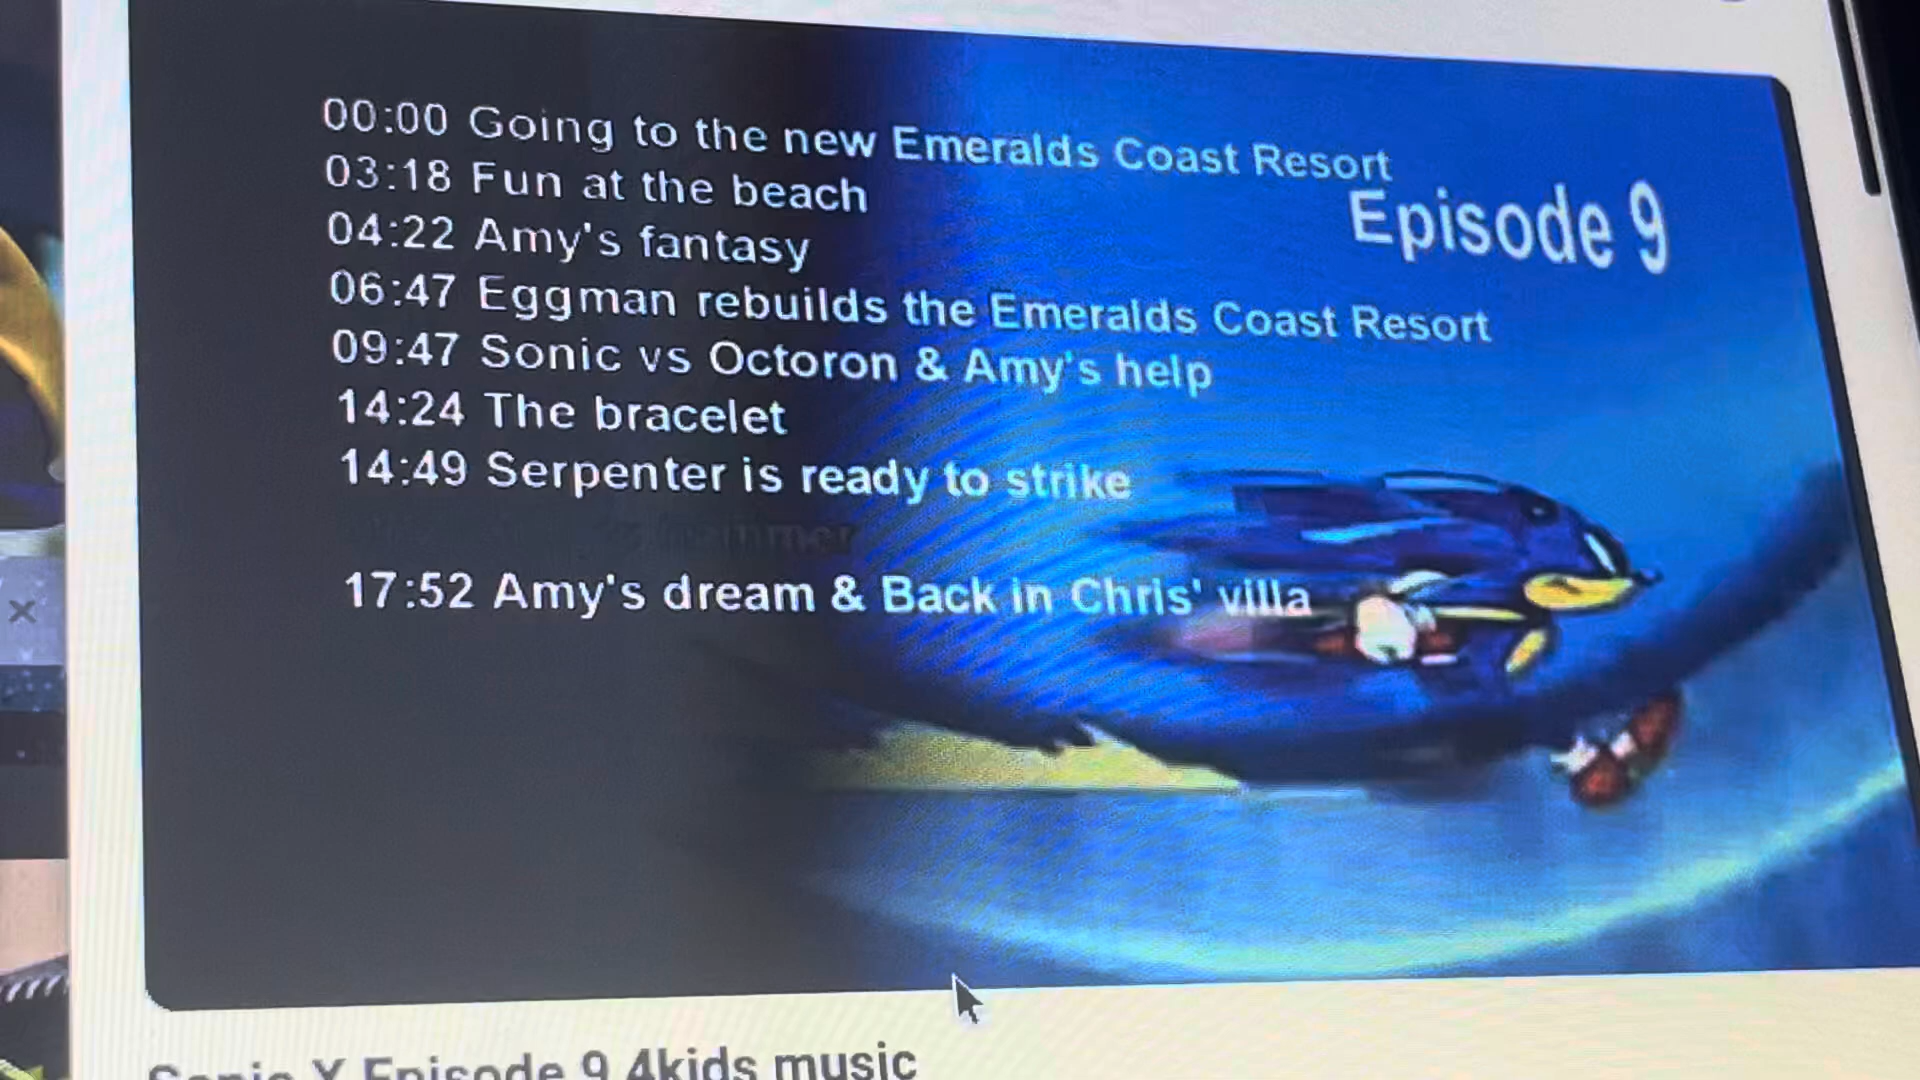 00:00 Going to the new Emeralds Coast Resort
Episode 9
03:18 Fun at the beach
04:22 Amy's fantasy
06:47 Eggman rebuilds the Emeralds Coast Resort
09:47 Sonic vs Octoron & Amy's help
14:24 The bracelet
14:49 Serpenter is ready to strike
hammer
17:52 Amy's dream & Back in Chris' villa
Sonic X Episode 9 4kids music